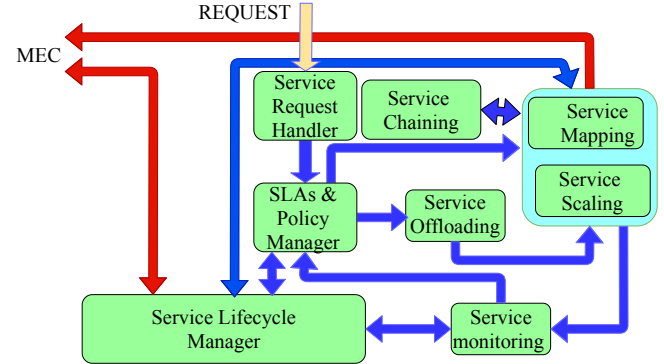 REQUEST
MEC
Service
Request
Handler
Service
Chaining
Service
Mapping
SLAs &
Policy
Manager
Service
Offloading
Service
Scaling
Service Lifecycle
Manager
Service
monitoring